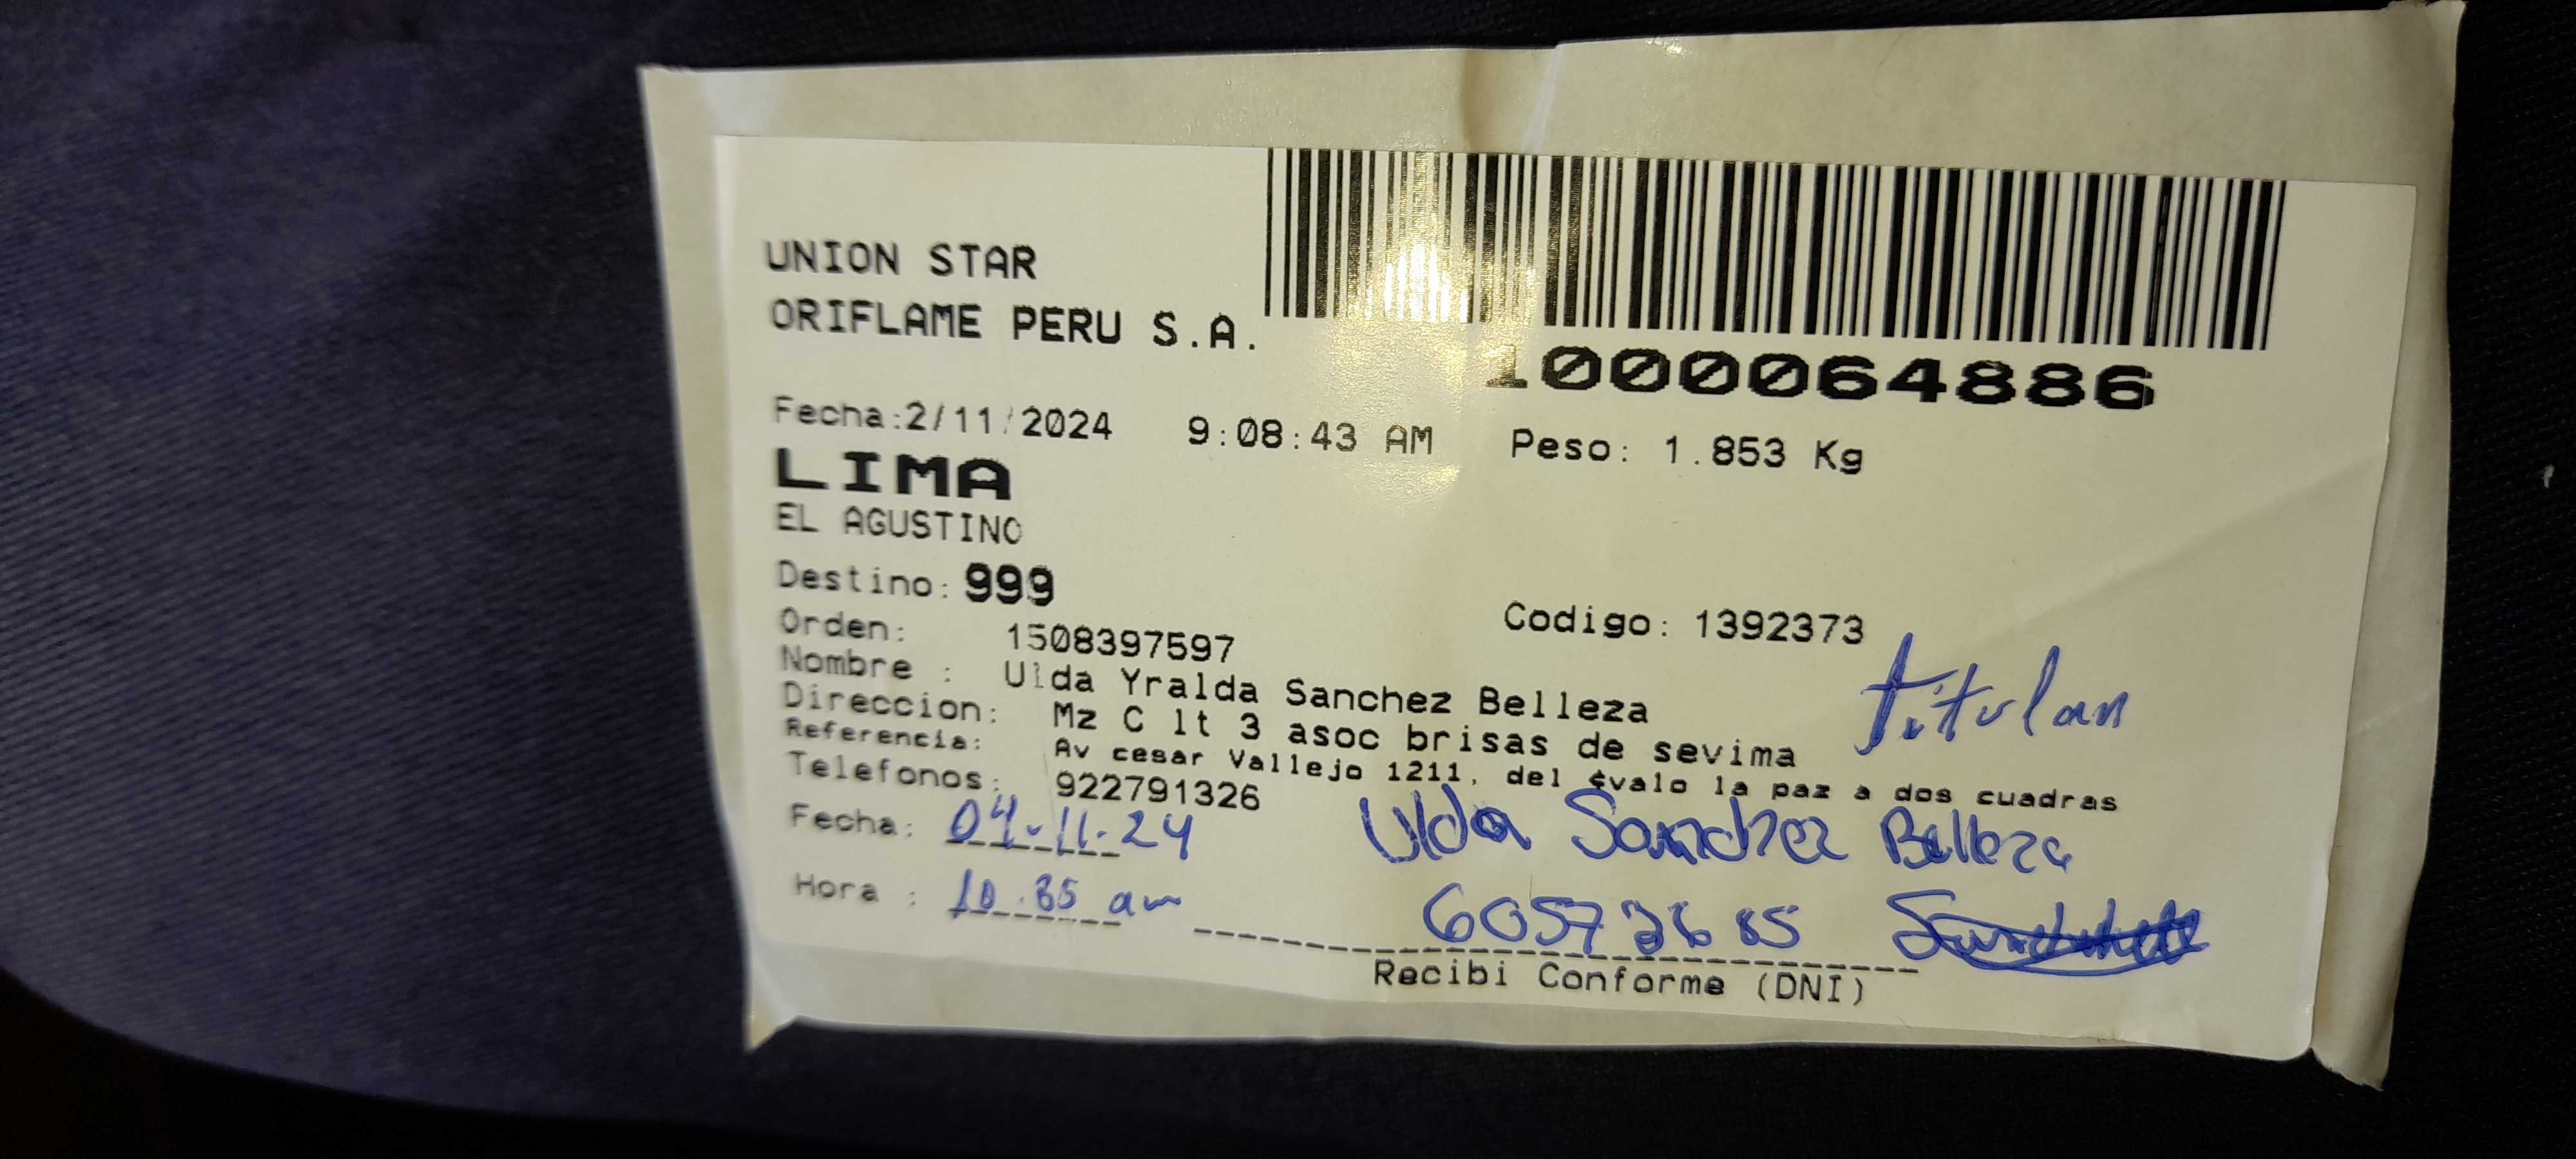 UNION STAR
ORIFLAME PERU S.A.
1000064886
Fecha:2/11/2024 9:08:43 AM Peso: 1.853 Kg
LIMA
EL AGUSTINO
Destino: 999
Orden: 1508397597 Codigo: 1392373
Nombre : Ulda Yralda Sanchez Belleza
Direccion: Mz C lt 3 asoc brisas de sevima
titular
Referencia: Av cesar Vallejo 1211, del ¢valo la paz a dos cuadras
Telefonos: 922791326
Fecha: 04-11-24 Ulda Sanchez Belleza
Hora : 10:35 am
Recibi Conforme (DNI)